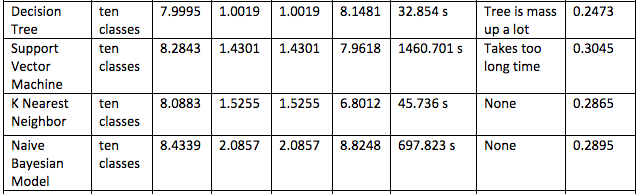 Decision Tree ten classes 7.9995 1.0019 1.0019 8.1481 32.854 s Tree is mass up a lot 0.2473
Support Vector Machine ten classes 8.2843 1.4301 1.4301 7.9618 1460.701 s Takes too long time 0.3045
K Nearest Neighbor ten classes 8.0883 1.5255 1.5255 6.8012 45.736 s None 0.2865
Naive Bayesian Model ten classes 8.4339 2.0857 2.0857 8.8248 697.823 s None 0.2895